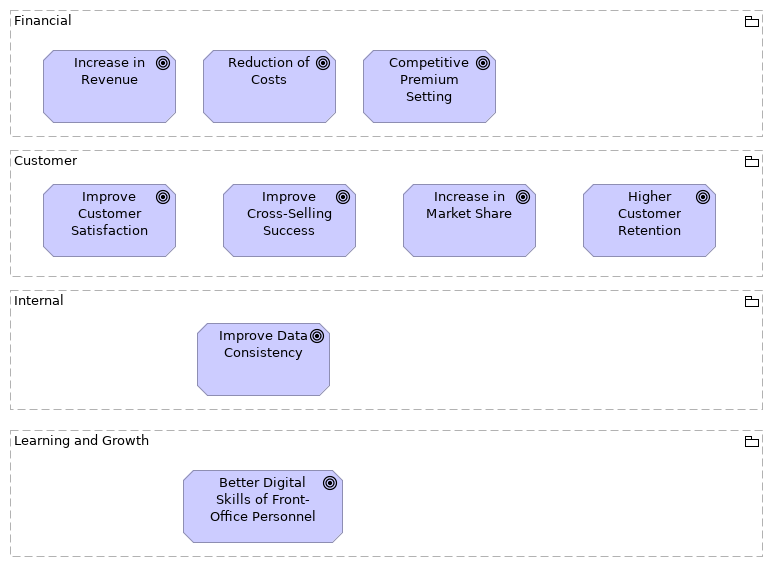 Financial
Increase in
Revenue
Reduction of
Costs
Competitive
Premium
Setting
Customer
Improve
Customer
Satisfaction
Improve
Cross-Selling
Success
Increase in
Market Share
Higher
Customer
Retention
Internal
Improve Data
Consistency
Learning and Growth
Better Digital
Skills of Front-
Office Personnel